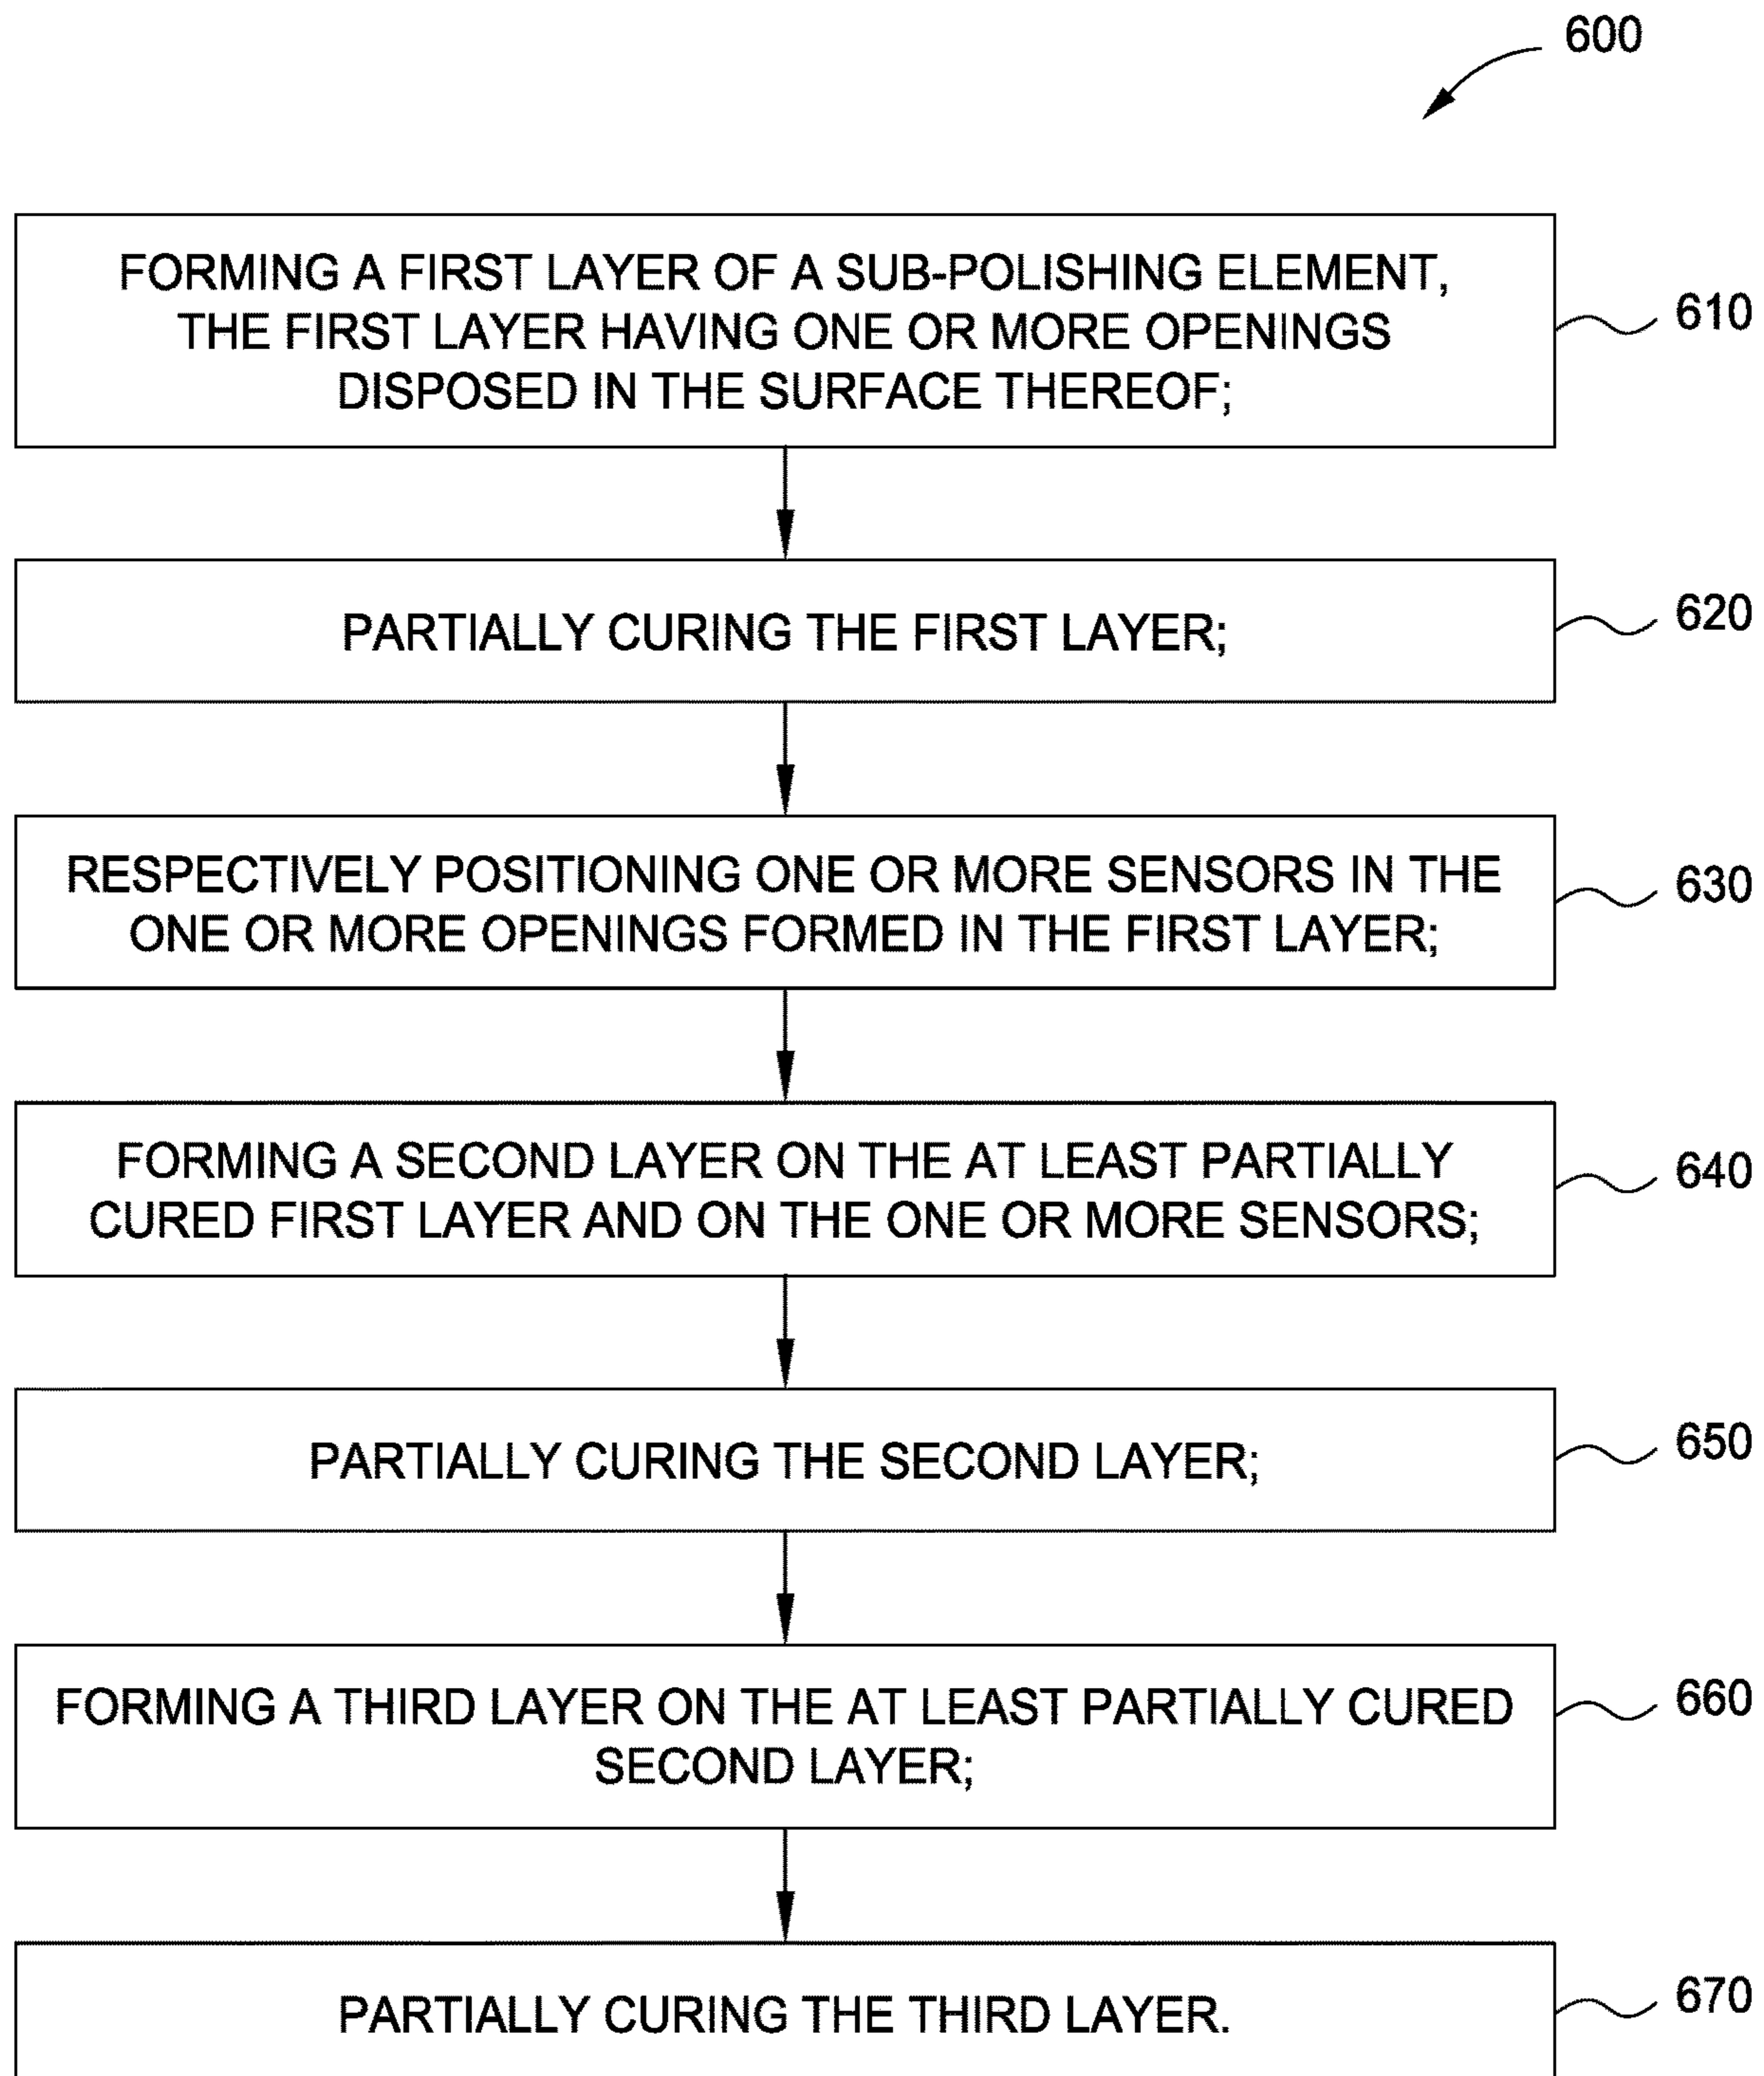 600
FORMING A FIRST LAYER OF A SUB-POLISHING ELEMENT,
THE FIRST LAYER HAVING ONE OR MORE OPENINGS
DISPOSED IN THE SURFACE THEREOF;
610
PARTIALLY CURING THE FIRST LAYER;
620
RESPECTIVELY POSITIONING ONE OR MORE SENSORS IN THE
ONE OR MORE OPENINGS FORMED IN THE FIRST LAYER;
630
FORMING A SECOND LAYER ON THE AT LEAST PARTIALLY
CURED FIRST LAYER AND ON THE ONE OR MORE SENSORS;
640
PARTIALLY CURING THE SECOND LAYER;
650
FORMING A THIRD LAYER ON THE AT LEAST PARTIALLY CURED
SECOND LAYER;
660
PARTIALLY CURING THE THIRD LAYER.
670